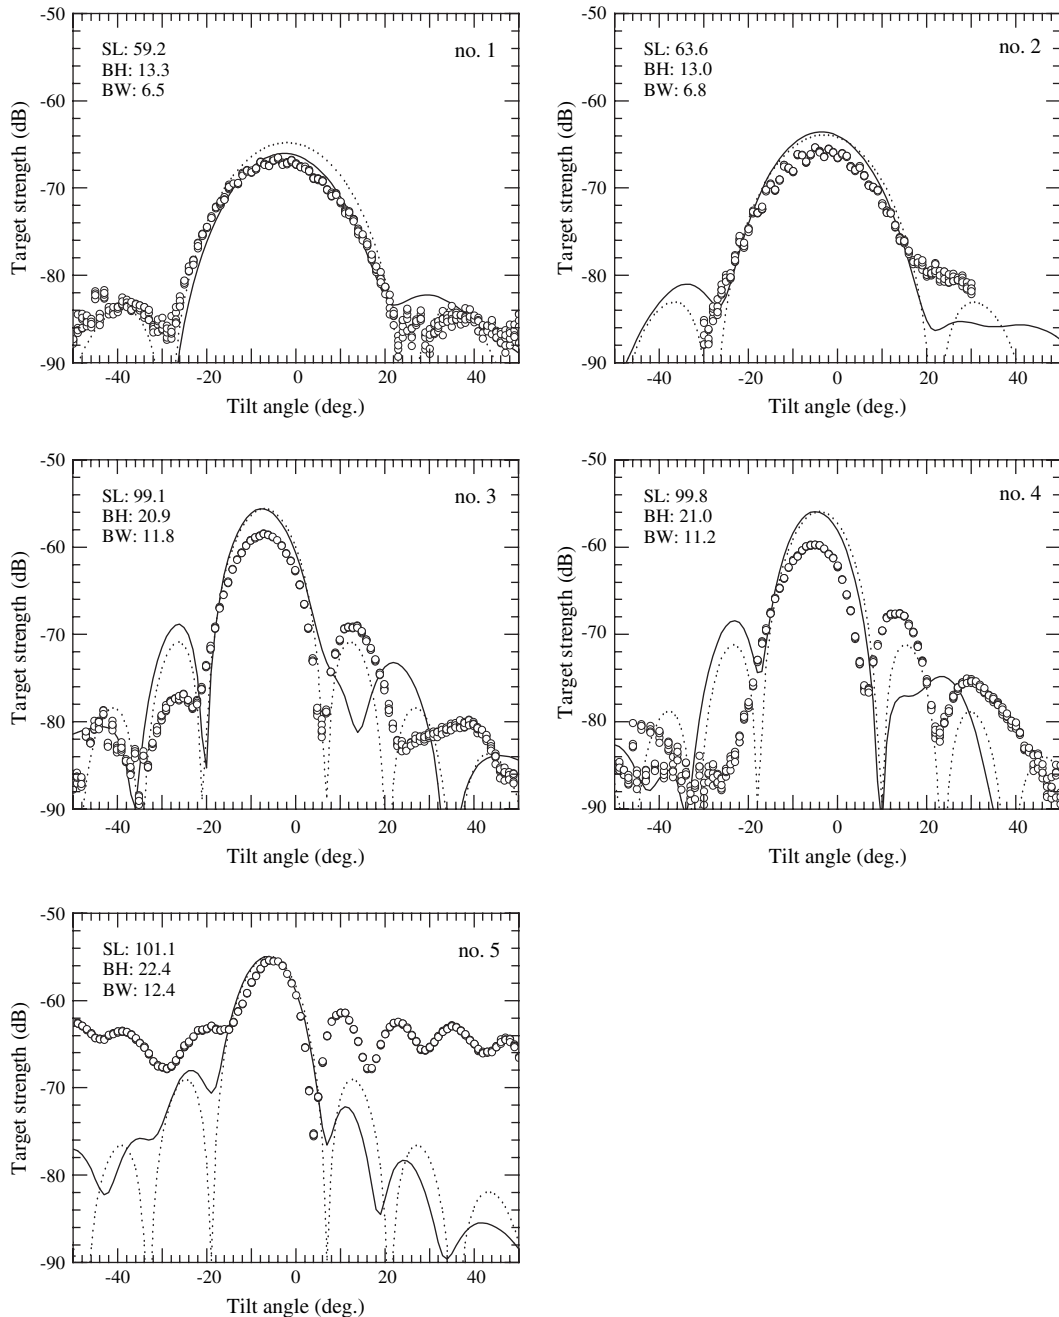 -50
-60
-70
-80
-90
Target strength (dB)
SL: 59.2
BH: 13.3
BW: 6.5
no. 1
-40 -20 0 20 40
Tilt angle (deg.)
-50
-60
-70
-80
-90
Target strength (dB)
SL: 63.6
BH: 13.0
BW: 6.8
no. 2
-40 -20 0 20 40
Tilt angle (deg.)
-50
-60
-70
-80
-90
Target strength (dB)
SL: 99.1
BH: 20.9
BW: 11.8
no. 3
-40 -20 0 20 40
Tilt angle (deg.)
-50
-60
-70
-80
-90
Target strength (dB)
SL: 99.8
BH: 21.0
BW: 11.2
no. 4
-40 -20 0 20 40
Tilt angle (deg.)
-50
-60
-70
-80
-90
Target strength (dB)
SL: 101.1
BH: 22.4
BW: 12.4
no. 5
-40 -20 0 20 40
Tilt angle (deg.)